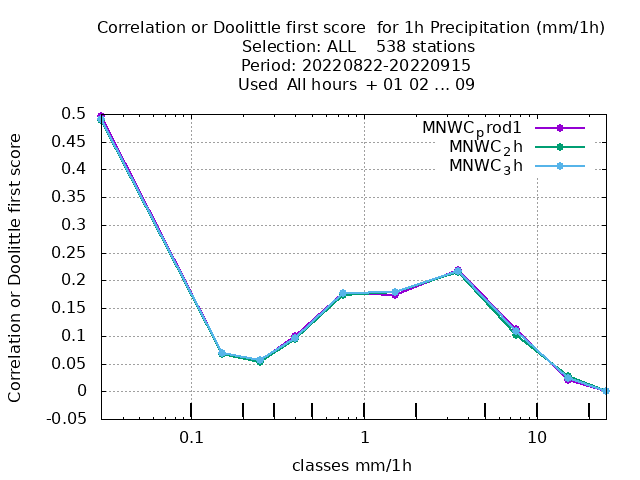 Correlation or Doolittle first score  for 1h Precipitation (mm/1h)
Selection: ALL    538 stations
Period: 20220822-20220915
Used  All hours  + 01 02 ... 09
Correlation or Doolittle first score
0.5
0.45
0.4
0.35
0.3
0.25
0.2
0.15
0.1
0.05
0
-0.05
MNWCprod1
MNWC2h
MNWC3h
0.1 1 10
classes mm/1h